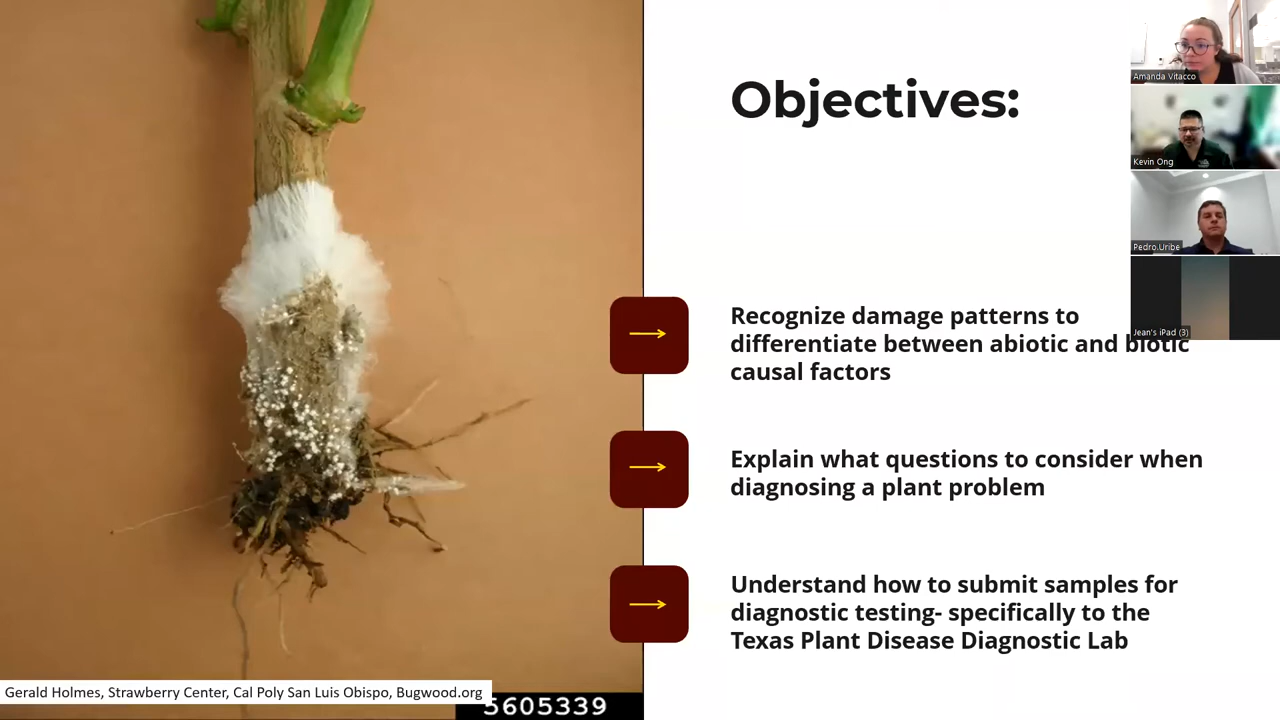 Objectives:
Amanda Vitacco
Kevin Ong
Pedro.Uribe
Jean's iPad (3)
Recognize damage patterns to
differentiate between abiotic and biotic
causal factors
Explain what questions to consider when
diagnosing a plant problem
Understand how to submit samples for
diagnostic testing- specifically to the
Texas Plant Disease Diagnostic Lab
Gerald Holmes, Strawberry Center, Cal Poly San Luis Obispo, Bugwood.org
5605339